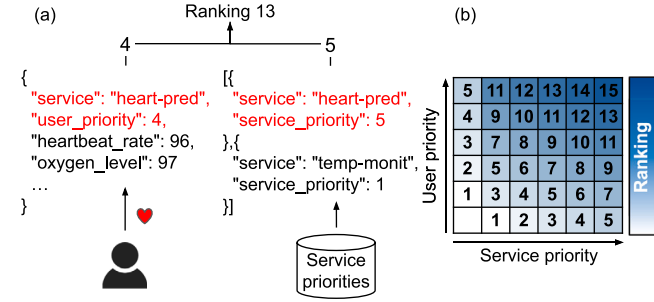 (a)
Ranking 13
4
5
{
"service": "heart-pred",
"user_priority": 4,
"heartbeat_rate": 96,
"oxygen_level": 97
…
}
[{
"service": "heart-pred",
"service_priority": 5
},{
"service": "temp-monit",
"service_priority": 1
}]
Service
priorities
(b)
User priority
5 11 12 13 14 15
4 9 10 11 12 13
3 7 8 9 10 11
2 5 6 7 8 9
1 3 4 5 6 7
1 2 3 4 5
Service priority
Ranking